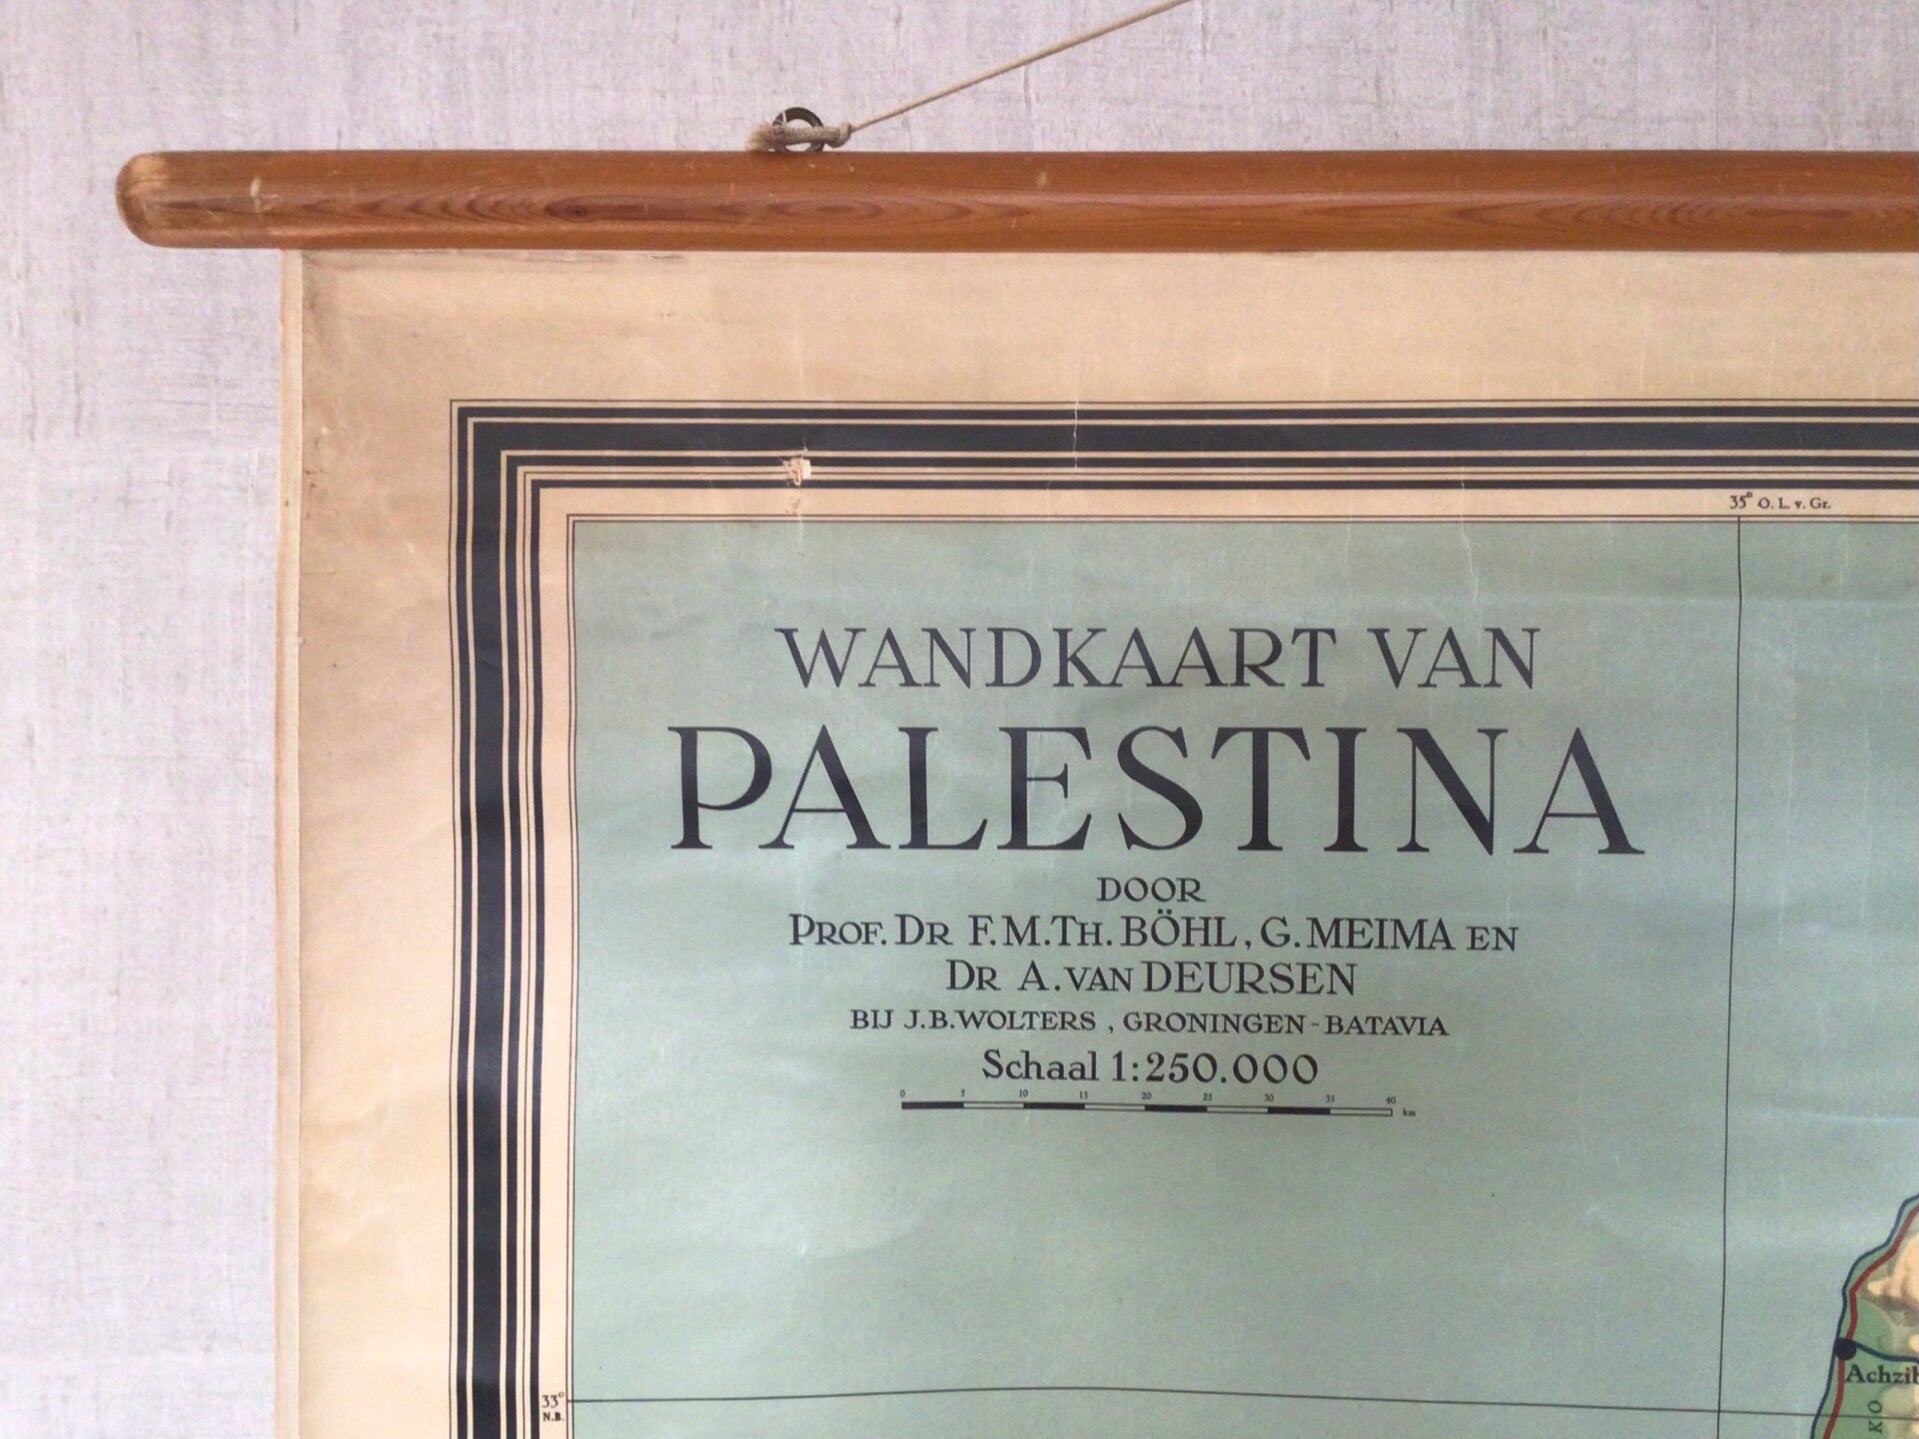 35° O. L. v. Gr.
WANDKAART VAN
PALESTINA
DOOR
PROF. DR F.M.TH. BÖHL, G. MEIMA EN
DR A. VAN DEURSEN
BIJ J.B. WOLTERS, GRONINGEN - BATAVIA
Schaal 1:250.000
0 5 10 15 20 25 30 35 40 km
Achzib
33°
N.B.